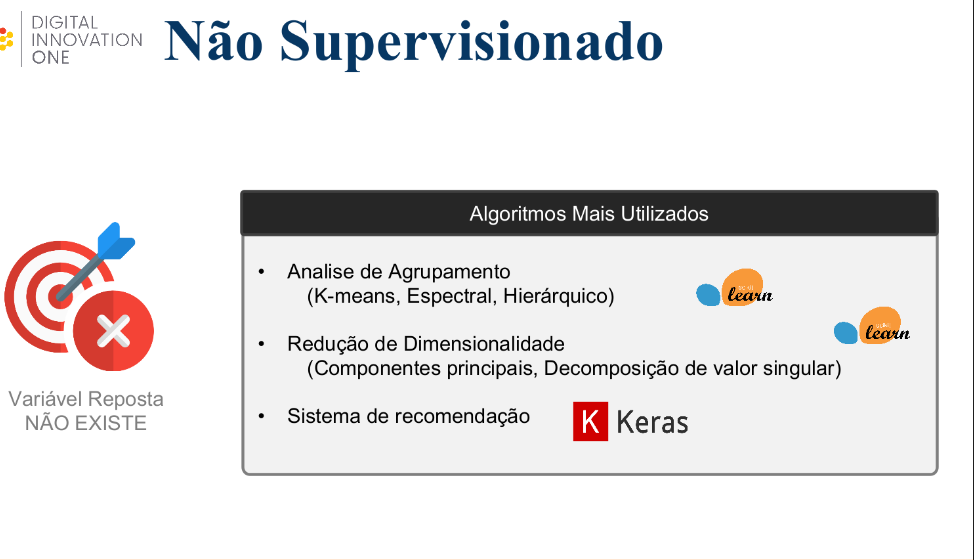 DIGITAL
INNOVATION
ONE
Não Supervisionado
Algoritmos Mais Utilizados
• Analise de Agrupamento
(K-means, Espectral, Hierárquico)
learn
learn
• Redução de Dimensionalidade
(Componentes principais, Decomposição de valor singular)
• Sistema de recomendação
K Keras
Variável Reposta
NÃO EXISTE